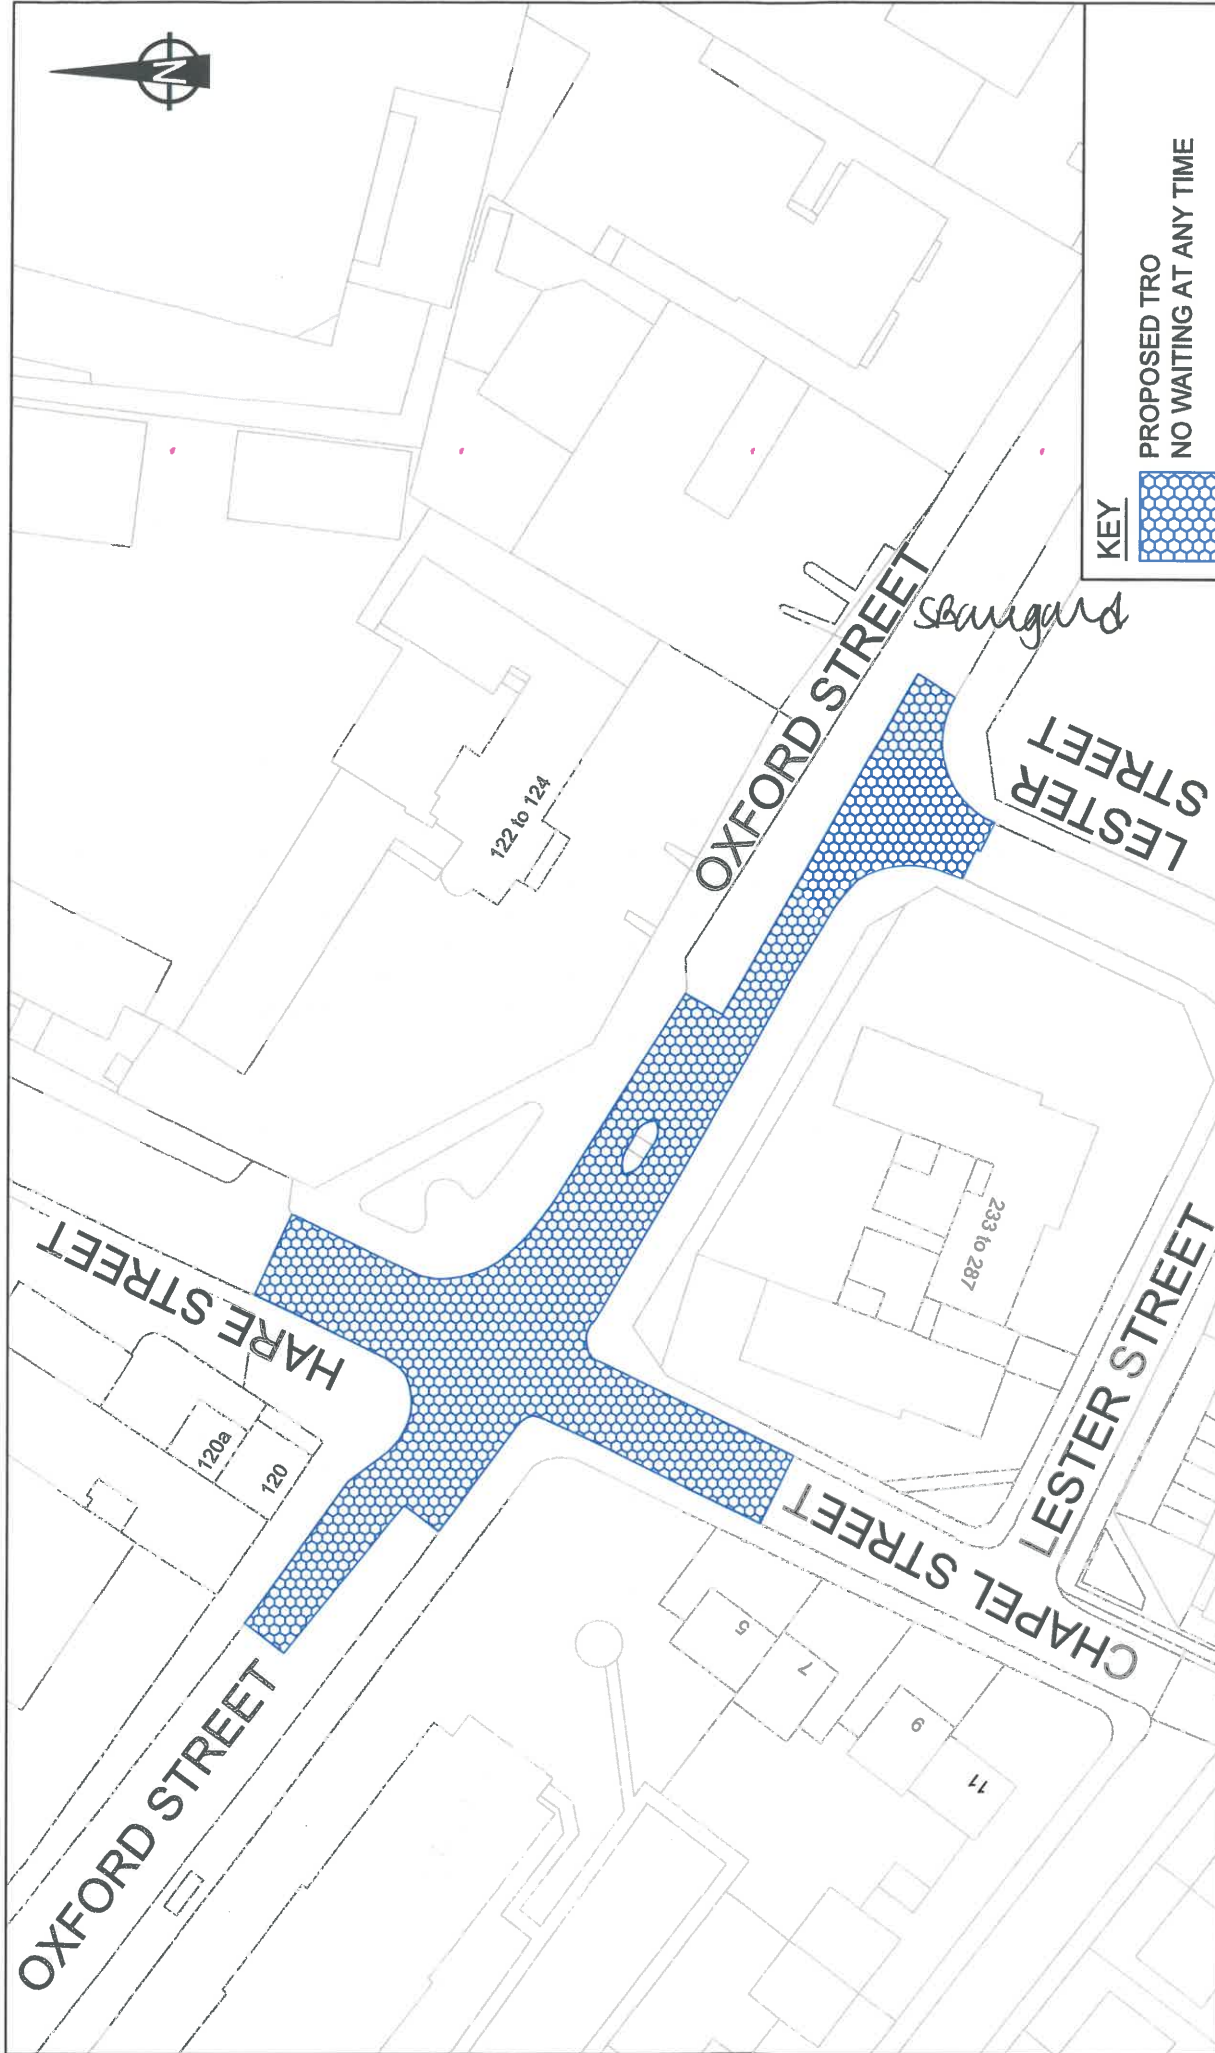 N
OXFORD STREET
HARE STREET
120a
120
122 to 124
OXFORD STREET
LESTER
STREET
CHAPEL STREET
LESTER STREET
5
7
9
11
233 to 287
KEY
PROPOSED TRO
NO WAITING AT ANY TIME